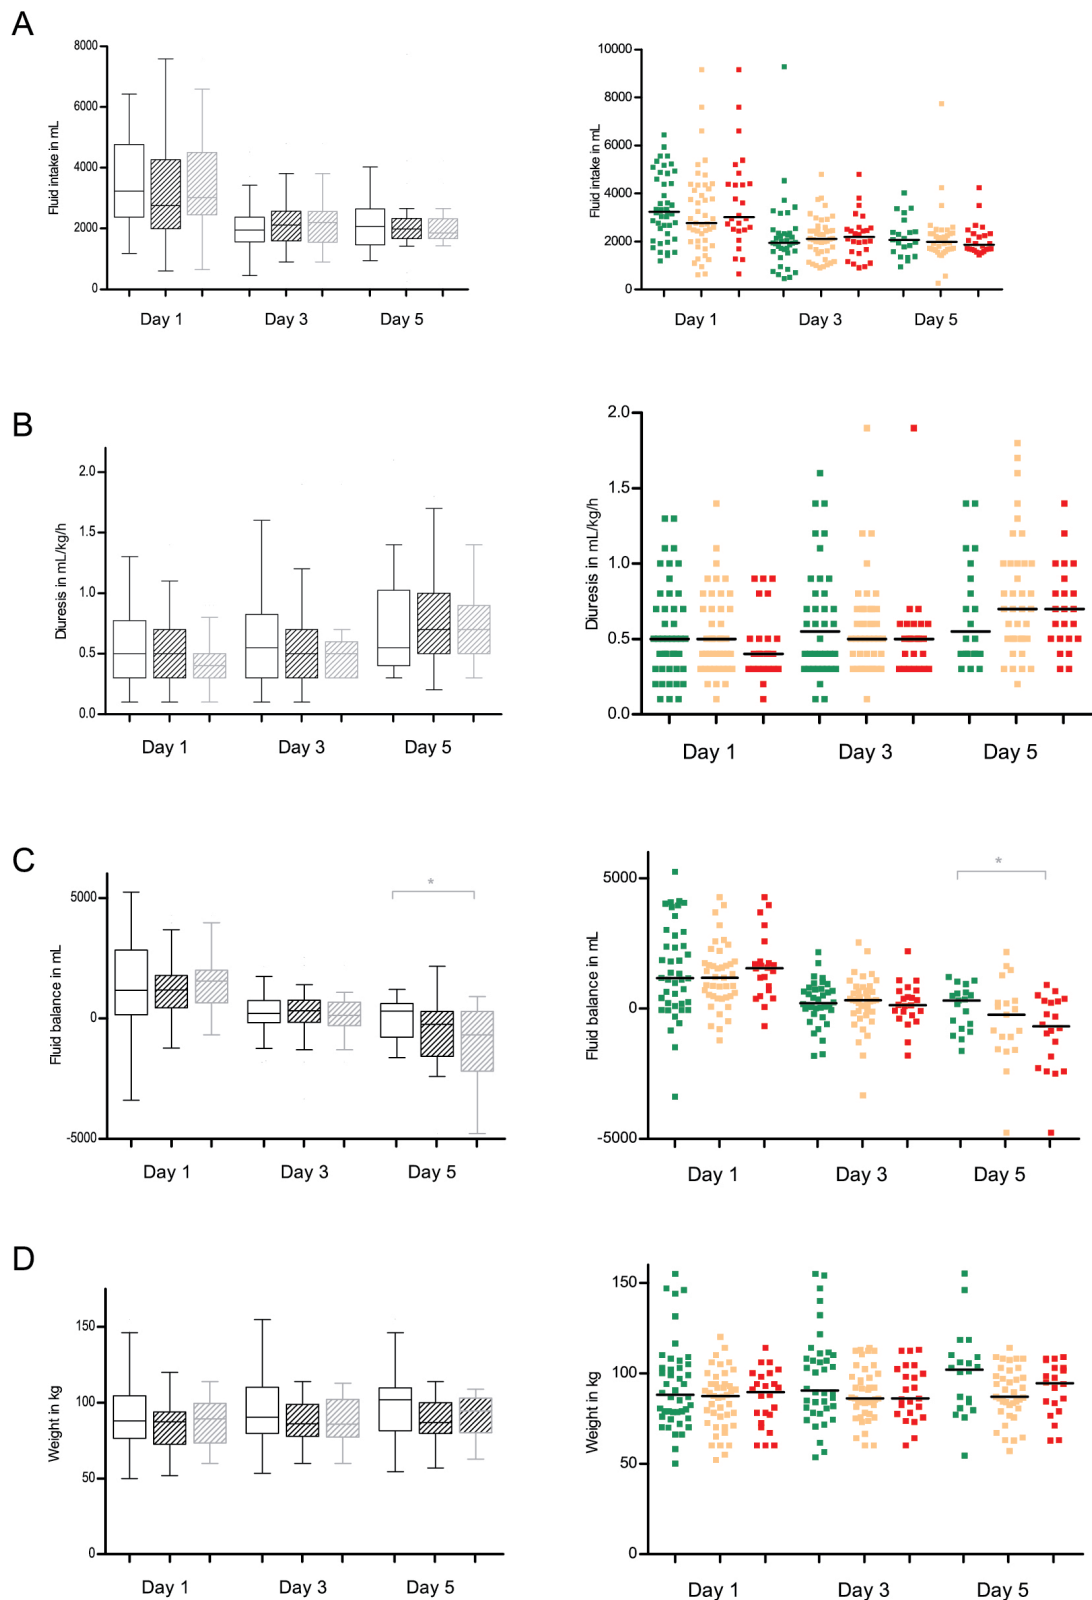 A
Fluid intake in mL
8000
6000
4000
2000
0
Day 1
Day 3
Day 5
Fluid intake in mL
10000
8000
6000
4000
2000
0
Day 1
Day 3
Day 5
B
Diuresis in mL/kg/h
2.0
1.5
1.0
0.5
0.0
Day 1
Day 3
Day 5
Diuresis in mL/kg/h
2.0
1.5
1.0
0.5
0.0
Day 1
Day 3
Day 5
C
Fluid balance in mL
5000
0
-5000
*
Day 1
Day 3
Day 5
Fluid balance in mL
5000
0
-5000
*
Day 1
Day 3
Day 5
D
Weight in kg
150
100
50
0
Day 1
Day 3
Day 5
Weight in kg
150
100
50
0
Day 1
Day 3
Day 5